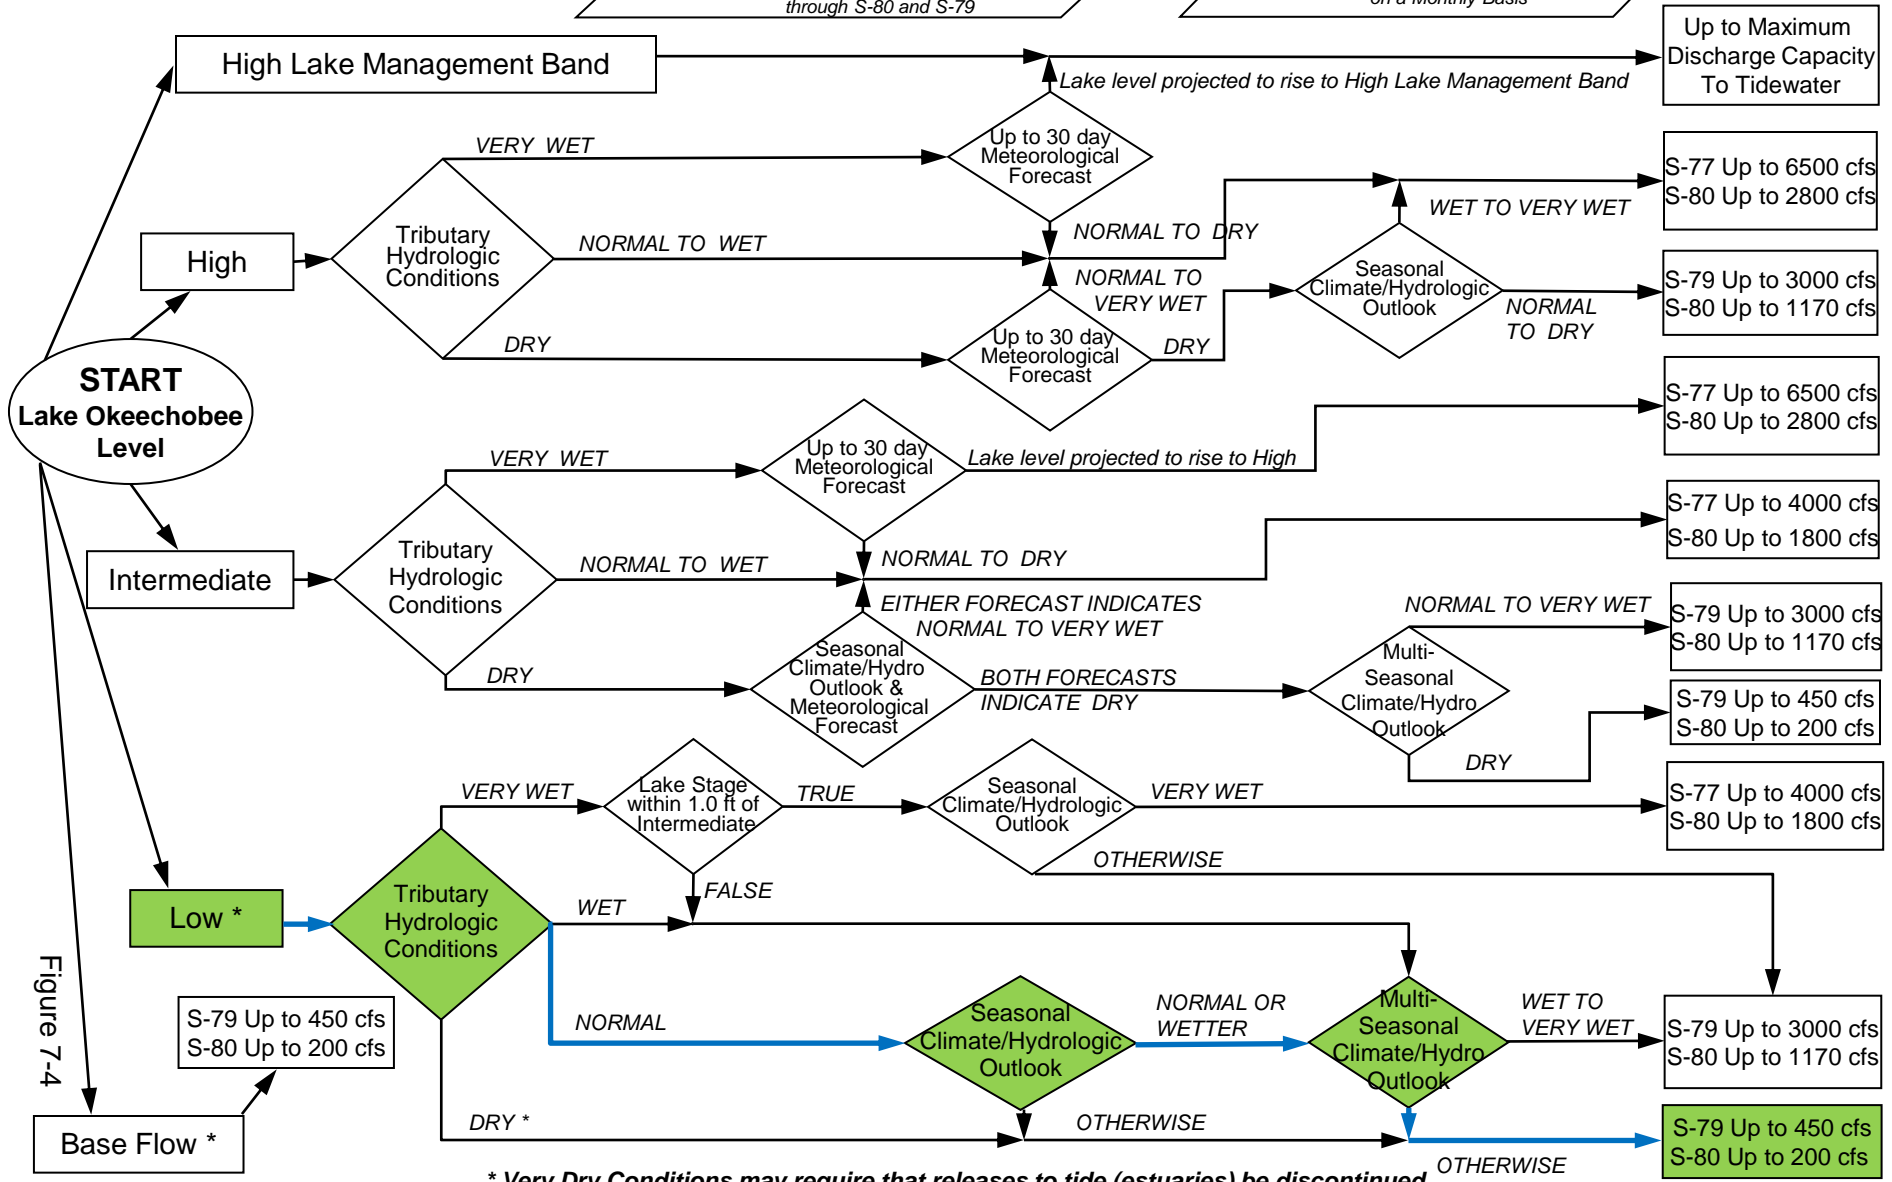 through S-80 and S-79
on a Monthly Basis
Up to Maximum
Discharge Capacity
To Tidewater
High Lake Management Band
Lake level projected to rise to High Lake Management Band
VERY WET
Up to 30 day
Meteorological
Forecast
S-77 Up to 6500 cfs
S-80 Up to 2800 cfs
WET TO VERY WET
High
Tributary
Hydrologic
Conditions
NORMAL TO WET
NORMAL TO DRY
NORMAL TO
VERY WET
Seasonal
Climate/Hydrologic
Outlook
NORMAL
TO DRY
S-79 Up to 3000 cfs
S-80 Up to 1170 cfs
DRY
Up to 30 day
Meteorological
Forecast
DRY
START
Lake Okeechobee
Level
S-77 Up to 6500 cfs
S-80 Up to 2800 cfs
VERY WET
Up to 30 day
Meteorological
Forecast
Lake level projected to rise to High
S-77 Up to 4000 cfs
S-80 Up to 1800 cfs
Intermediate
Tributary
Hydrologic
Conditions
NORMAL TO WET
NORMAL TO DRY
EITHER FORECAST INDICATES
NORMAL TO VERY WET
NORMAL TO VERY WET
S-79 Up to 3000 cfs
S-80 Up to 1170 cfs
DRY
Seasonal
Climate/Hydro
Outlook &
Meteorological
Forecast
BOTH FORECASTS
INDICATE DRY
Multi-
Seasonal
Climate/Hydro
Outlook
DRY
S-79 Up to 450 cfs
S-80 Up to 200 cfs
VERY WET
Lake Stage
within 1.0 ft of
Intermediate
TRUE
Seasonal
Climate/Hydrologic
Outlook
VERY WET
S-77 Up to 4000 cfs
S-80 Up to 1800 cfs
OTHERWISE
FALSE
Low *
Tributary
Hydrologic
Conditions
WET
NORMAL
Seasonal
Climate/Hydrologic
Outlook
NORMAL OR
WETTER
Multi-
Seasonal
Climate/Hydro
Outlook
WET TO
VERY WET
S-79 Up to 3000 cfs
S-80 Up to 1170 cfs
Figure 7-4
S-79 Up to 450 cfs
S-80 Up to 200 cfs
Base Flow *
DRY *
OTHERWISE
OTHERWISE
S-79 Up to 450 cfs
S-80 Up to 200 cfs
* Very Dry Conditions may require that releases to tide (estuaries) be discontinued